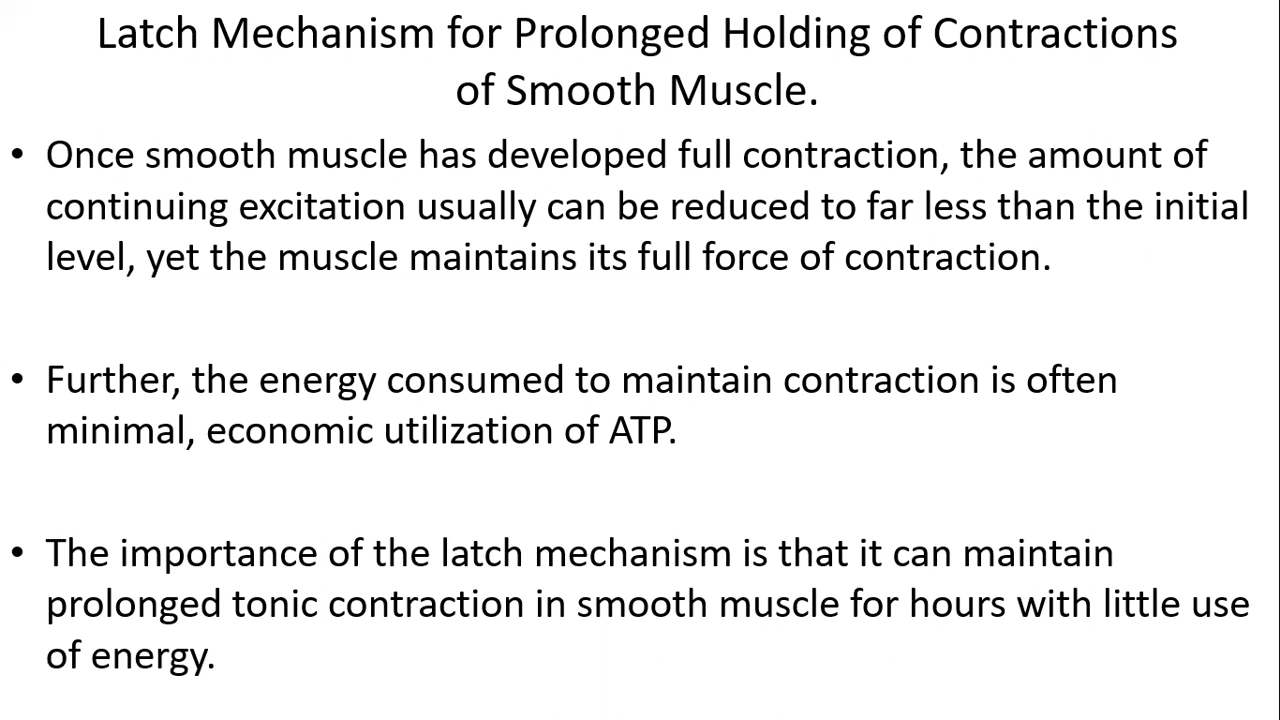 Latch Mechanism for Prolonged Holding of Contractions
of Smooth Muscle.
• Once smooth muscle has developed full contraction, the amount of
continuing excitation usually can be reduced to far less than the initial
level, yet the muscle maintains its full force of contraction.
• Further, the energy consumed to maintain contraction is often
minimal, economic utilization of ATP.
• The importance of the latch mechanism is that it can maintain
prolonged tonic contraction in smooth muscle for hours with little use
of energy.